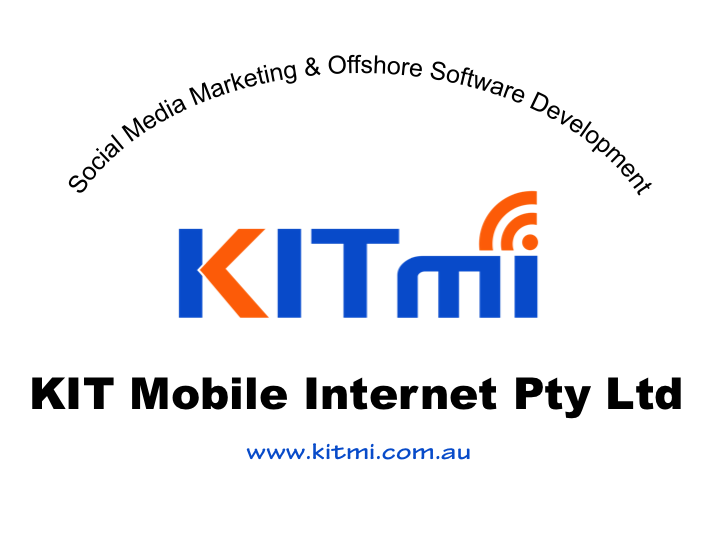 Social Media Marketing & Offshore Software Development
KITmi
KIT Mobile Internet Pty Ltd
www.kitmi.com.au